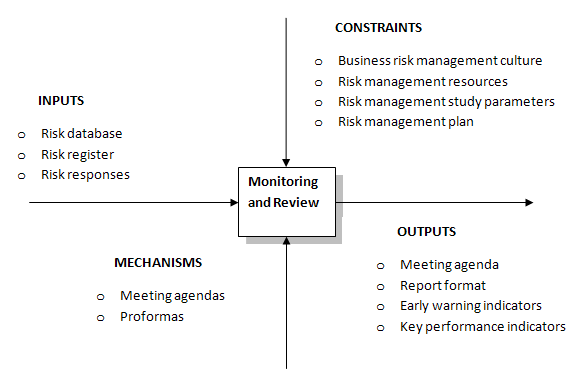 CONSTRAINTS
o Business risk management culture
o Risk management resources
o Risk management study parameters
o Risk management plan
INPUTS
o Risk database
o Risk register
o Risk responses
Monitoring
and Review
MECHANISMS
o Meeting agendas
o Proformas
OUTPUTS
o Meeting agenda
o Report format
o Early warning indicators
o Key performance indicators